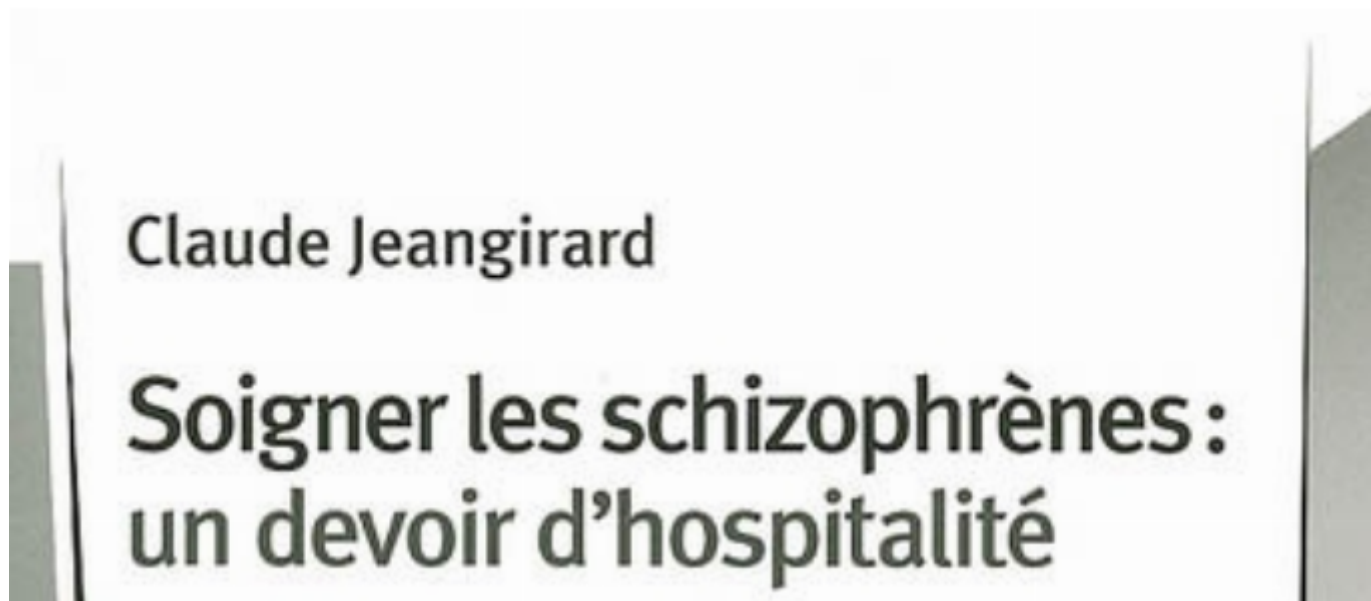 Claude Jeangirard
Soigner les schizophrènes :
un devoir d’hospitalité